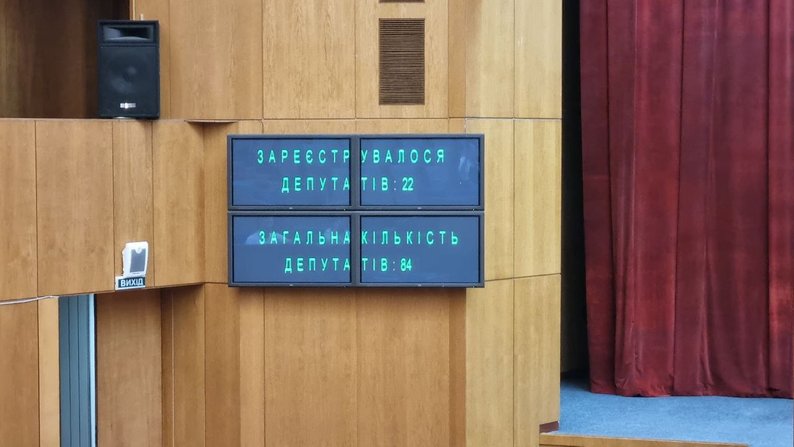 ЗАРЕЄСТРУВАЛОСЯ
ДЕПУТАТІВ:22
ЗАГАЛЬНА КІЛЬКІСТЬ
ДЕПУТАТІВ:84
ВИХІД